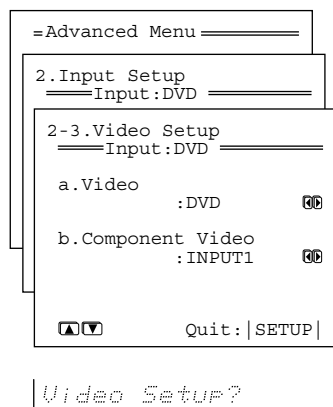 =Advanced Menu
2.Input Setup
Input:DVD
2-3.Video Setup
Input:DVD
a.Video
:DVD
b.Component Video
:INPUT1
Quit:|SETUP|
Video Setup?